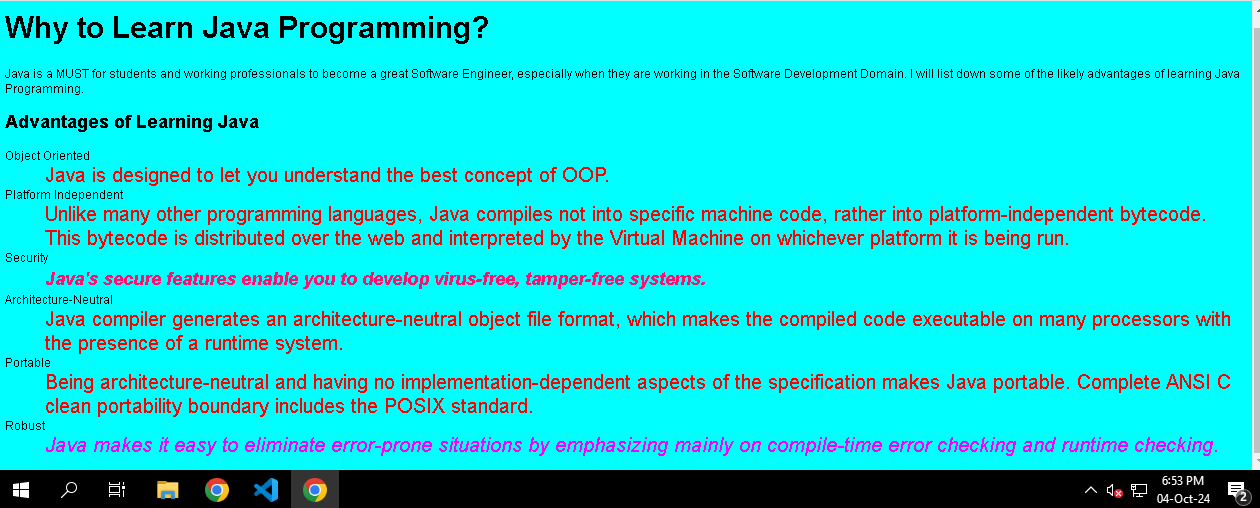 Why to Learn Java Programming?
Java is a MUST for students and working professionals to become a great Software Engineer, especially when they are working in the Software Development Domain. I will list down some of the likely advantages of learning Java
Programming.
Advantages of Learning Java
Object Oriented
Java is designed to let you understand the best concept of OOP.
Platform Independent
Unlike many other programming languages, Java compiles not into specific machine code, rather into platform-independent bytecode.
This bytecode is distributed over the web and interpreted by the Virtual Machine on whichever platform it is being run.
Security
Java's secure features enable you to develop virus-free, tamper-free systems.
Architecture-Neutral
Java compiler generates an architecture-neutral object file format, which makes the compiled code executable on many processors with
the presence of a runtime system.
Portable
Being architecture-neutral and having no implementation-dependent aspects of the specification makes Java portable. Complete ANSI C
clean portability boundary includes the POSIX standard.
Robust
Java makes it easy to eliminate error-prone situations by emphasizing mainly on compile-time error checking and runtime checking.
6:53 PM
04-Oct-24
2